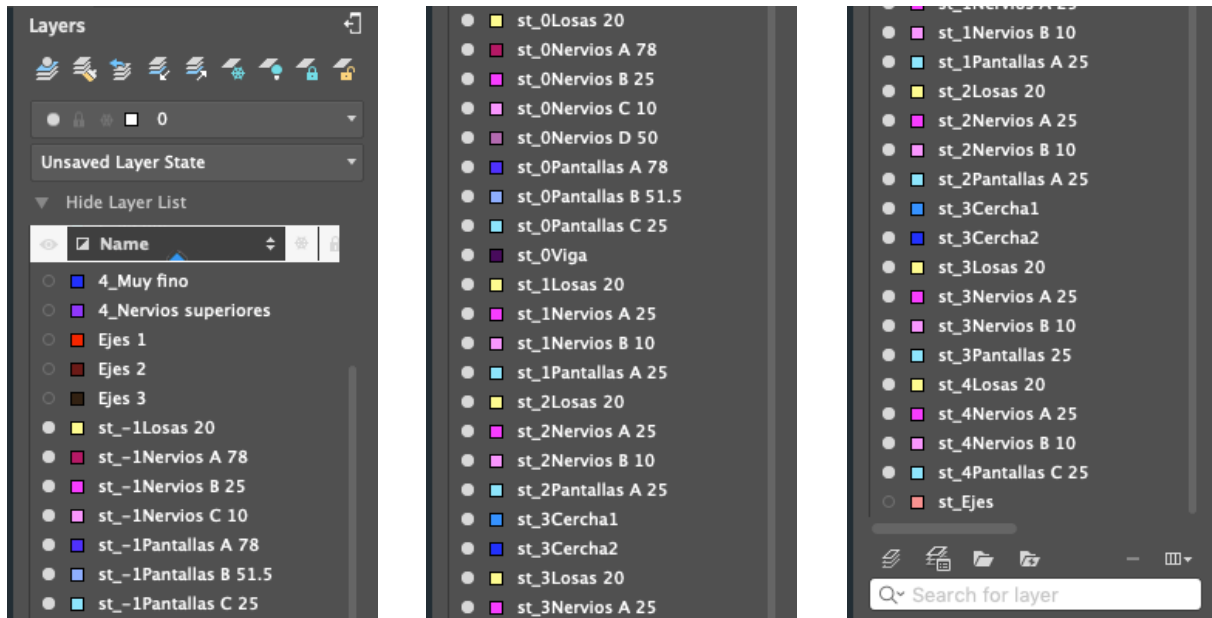 Layers
0
Unsaved Layer State
Hide Layer List
Name
4_Muy fino
4_Nervios superiores
Ejes 1
Ejes 2
Ejes 3
st_-1Losas 20
st_-1Nervios A 78
st_-1Nervios B 25
st_-1Nervios C 10
st_-1Pantallas A 78
st_-1Pantallas B 51.5
st_-1Pantallas C 25
st_0Losas 20
st_0Nervios A 78
st_0Nervios B 25
st_0Nervios C 10
st_0Nervios D 50
st_0Pantallas A 78
st_0Pantallas B 51.5
st_0Pantallas C 25
st_0Viga
st_1Losas 20
st_1Nervios A 25
st_1Nervios B 10
st_1Pantallas A 25
st_2Losas 20
st_2Nervios A 25
st_2Nervios B 10
st_2Pantallas A 25
st_3Cercha1
st_3Cercha2
st_3Losas 20
st_3Nervios A 25
st_1Nervios A 25
st_1Nervios B 10
st_1Pantallas A 25
st_2Losas 20
st_2Nervios A 25
st_2Nervios B 10
st_2Pantallas A 25
st_3Cercha1
st_3Cercha2
st_3Losas 20
st_3Nervios A 25
st_3Nervios B 10
st_3Pantallas 25
st_4Losas 20
st_4Nervios A 25
st_4Nervios B 10
st_4Pantallas C 25
st_Ejes
Search for layer